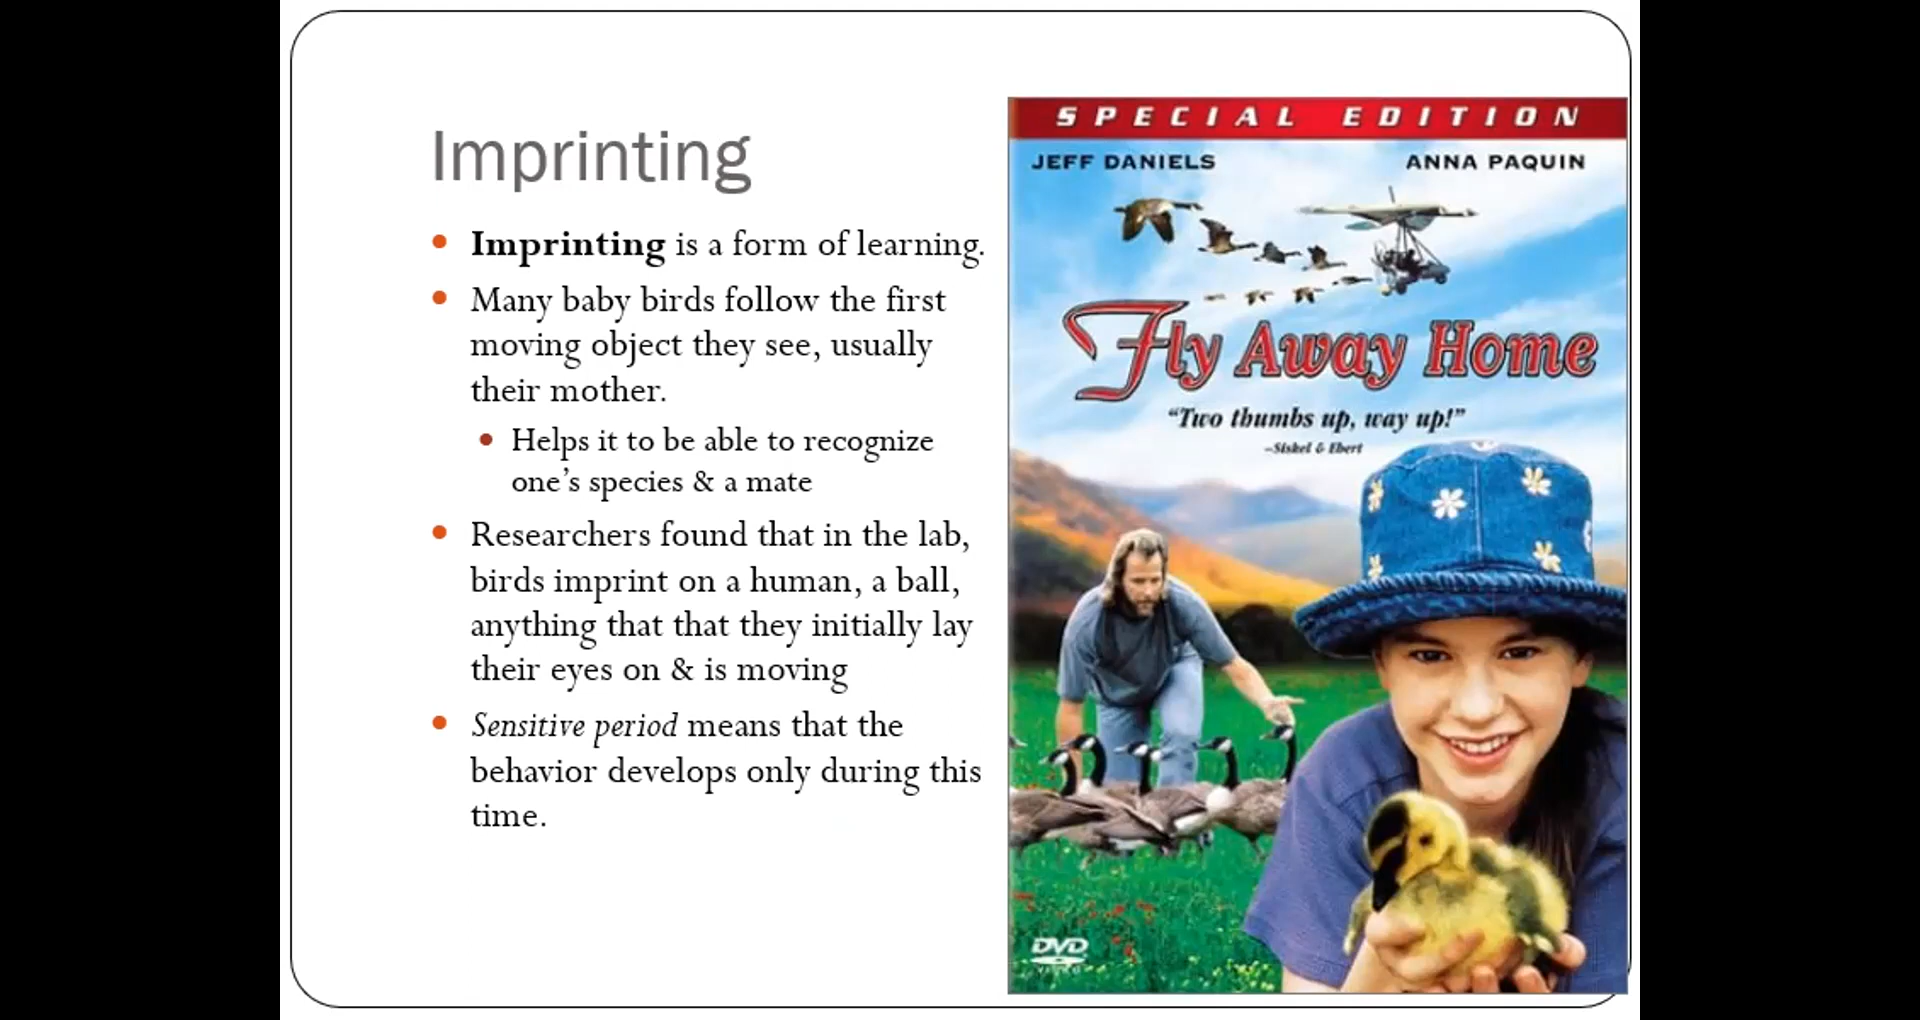 Imprinting
Imprinting is a form of learning.
Many baby birds follow the first
moving object they see, usually
their mother.
Helps it to be able to recognize
one's species & a mate
Researchers found that in the lab,
birds imprint on a human, a ball,
anything that that they initially lay
their eyes on & is moving
Sensitive period means that the
behavior develops only during this
time.
SPECIAL EDITION
JEFF DANIELS ANNA PAQUIN
Fly Away Home
“Two thumbs up, way up!”
–Siskel & Ebert
DVD
VIDEO